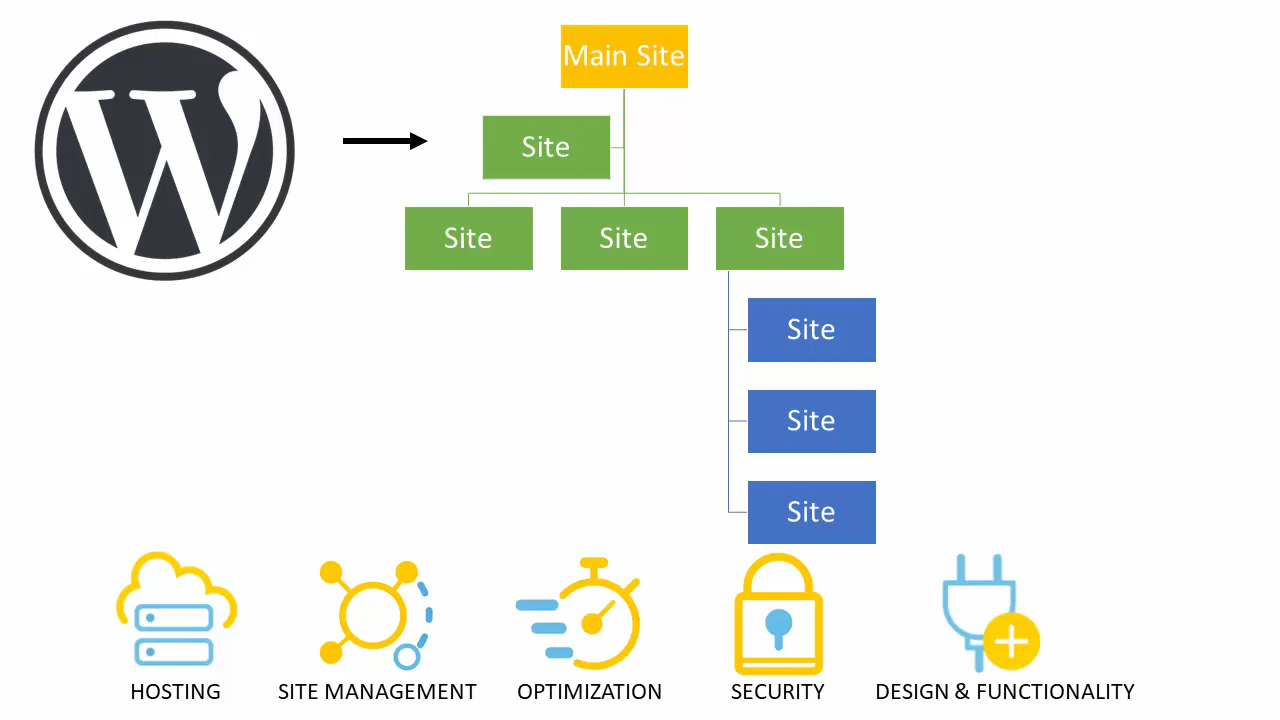 Main Site
Site
Site
Site
Site
Site
Site
Site
HOSTING
SITE MANAGEMENT
OPTIMIZATION
SECURITY
DESIGN & FUNCTIONALITY